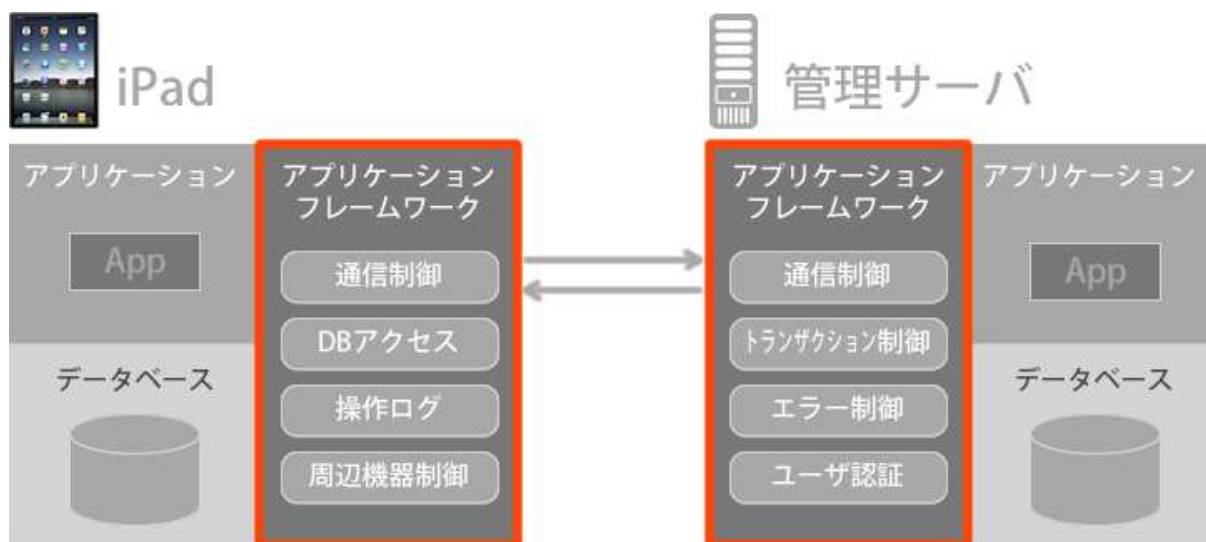 iPad
管理サーバ
アプリケーション
App
データベース
アプリケーション
フレームワーク
通信制御
DBアクセス
操作ログ
周辺機器制御
アプリケーション
フレームワーク
通信制御
トランザクション制御
エラー制御
ユーザ認証
アプリケーション
App
データベース